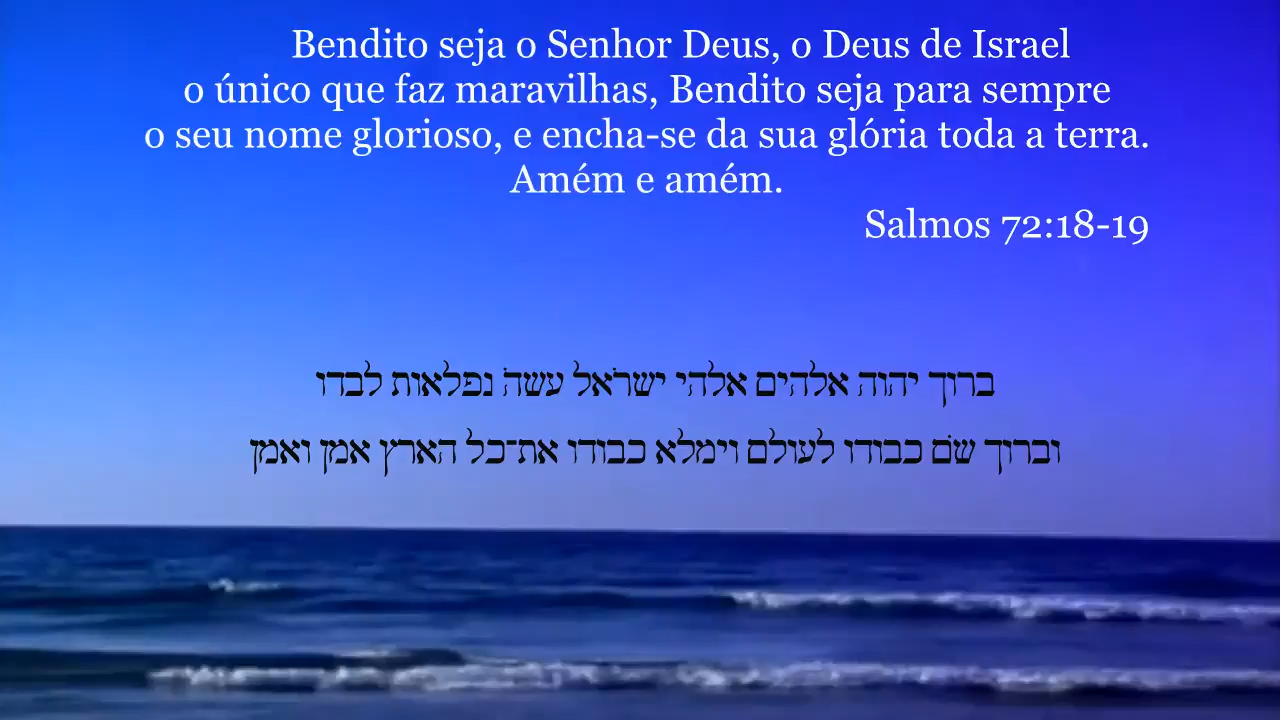 Bendito seja o Senhor Deus, o Deus de Israel
o único que faz maravilhas, Bendito seja para sempre
o seu nome glorioso, e encha-se da sua glória toda a terra.
Amém e amém.
Salmos 72:18-19
ברוך יהוה אלהים אלהי ישראל עשה נפלאות לבדו
וברוך שם כבודו לעולם וימלא כבודו את־כל הארץ אמן ואמן